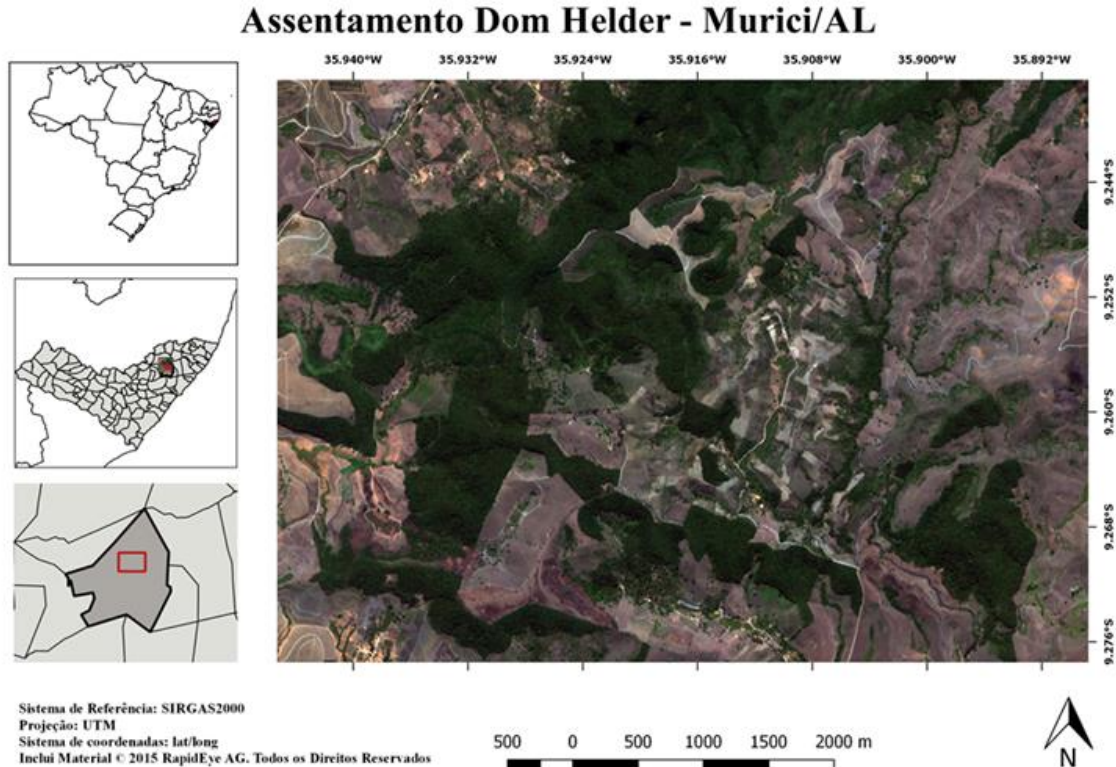 Assentamento Dom Helder - Murici/AL
35.940°W 35.932°W 35.924°W 35.916°W 35.908°W 35.900°W 35.892°W
9.244°S
9.252°S
9.260°S
9.268°S
9.276°S
Sistema de Referência: SIRGAS2000
Projeção: UTM
Sistema de coordenadas: lat/long
Inclui Material © 2015 RapidEye AG. Todos os Direitos Reservados
500 0 500 1000 1500 2000 m
N